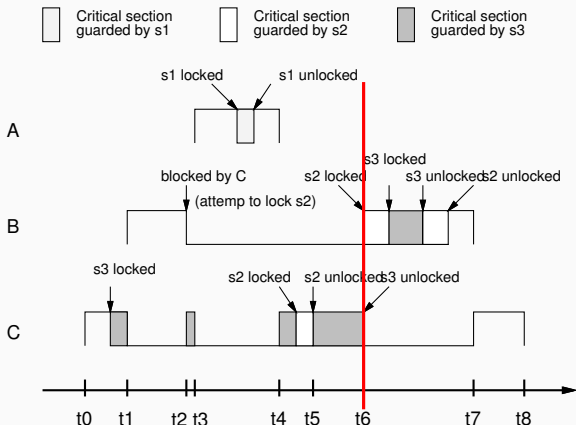 Critical section
guarded by s1
Critical section
guarded by s2
Critical section
guarded by s3
s1 locked
s1 unlocked
A
s3 locked
blocked by C
s2 locked
s3 unlocked
s2 unlocked
(attemp to lock s2)
B
s3 locked
s2 locked
s2 unlocked
s3 unlocked
C
t0 t1 t2 t3 t4 t5 t6 t7 t8